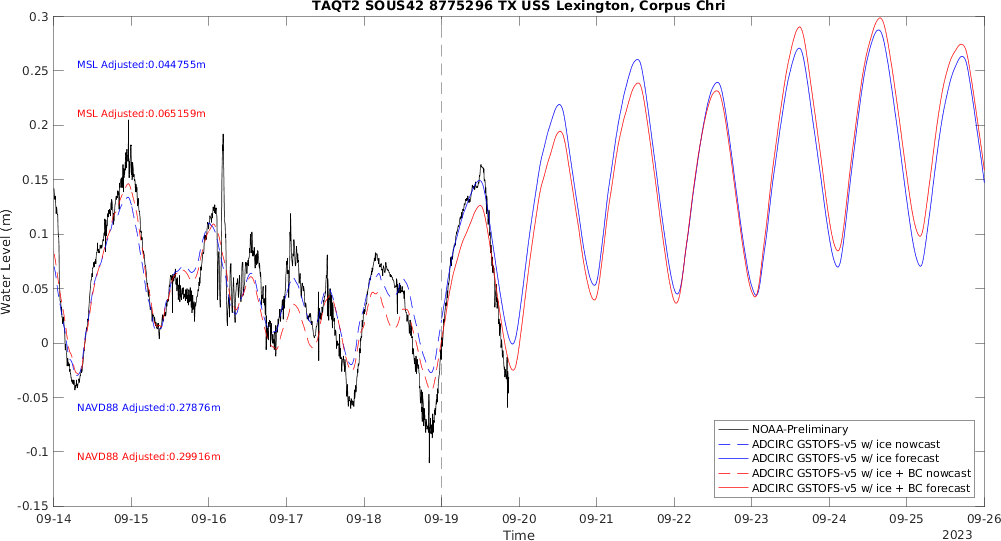 TAQT2 SOUS42 8775296 TX USS Lexington, Corpus Chri
0.3
0.25
0.2
0.15
0.1
0.05
0
-0.05
-0.1
-0.15
Water Level (m)
MSL Adjusted:0.044755m
MSL Adjusted:0.065159m
NAVD88 Adjusted:0.27876m
NAVD88 Adjusted:0.29916m
NOAA-Preliminary
ADCIRC GSTOFS-v5 w/ ice nowcast
ADCIRC GSTOFS-v5 w/ ice forecast
ADCIRC GSTOFS-v5 w/ ice + BC nowcast
ADCIRC GSTOFS-v5 w/ ice + BC forecast
09-14 09-15 09-16 09-17 09-18 09-19 09-20 09-21 09-22 09-23 09-24 09-25 09-26
Time
2023